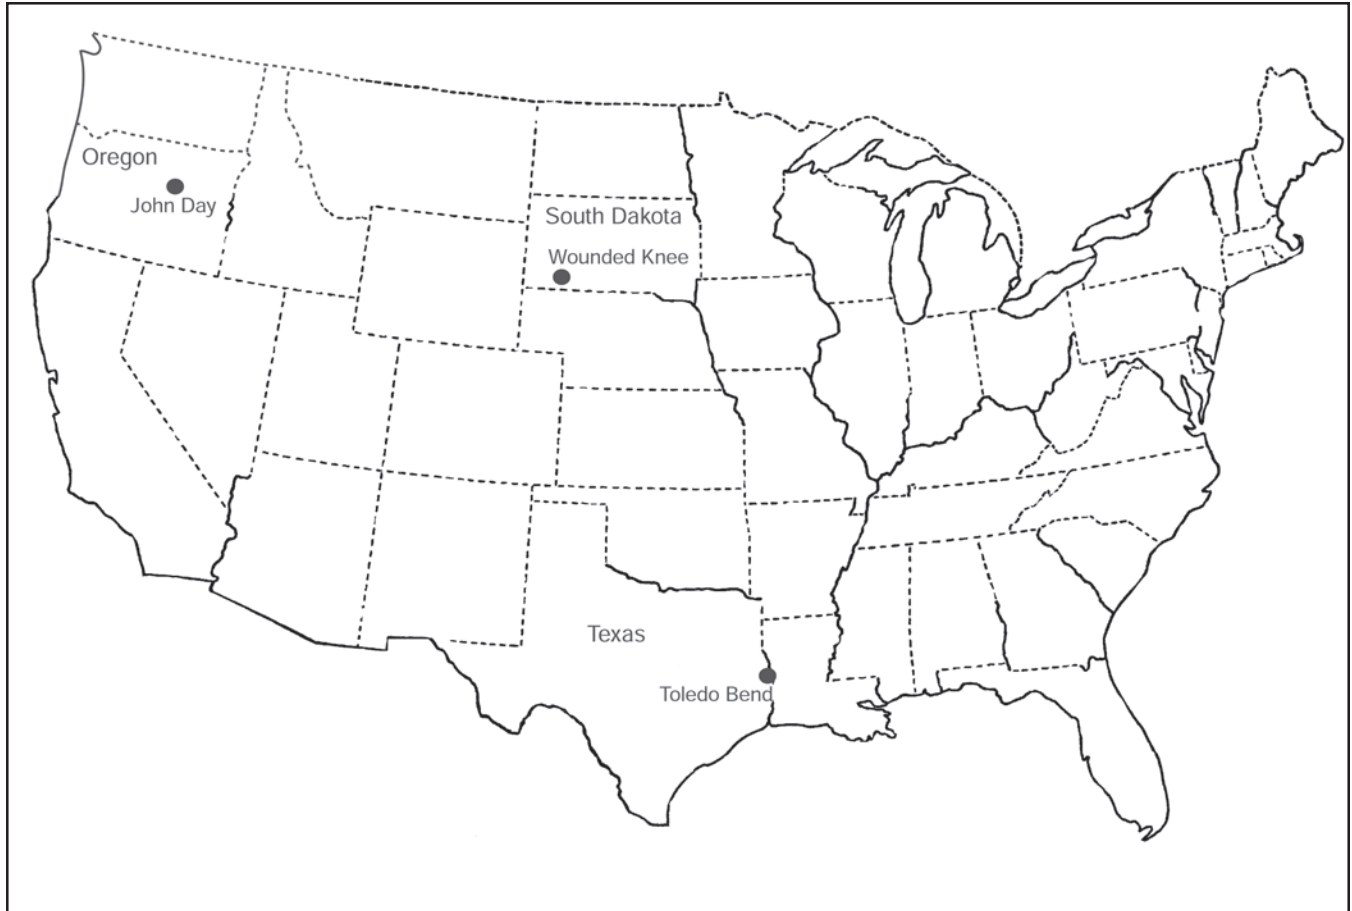 Oregon
John Day
South Dakota
Wounded Knee
Texas
Toledo Bend